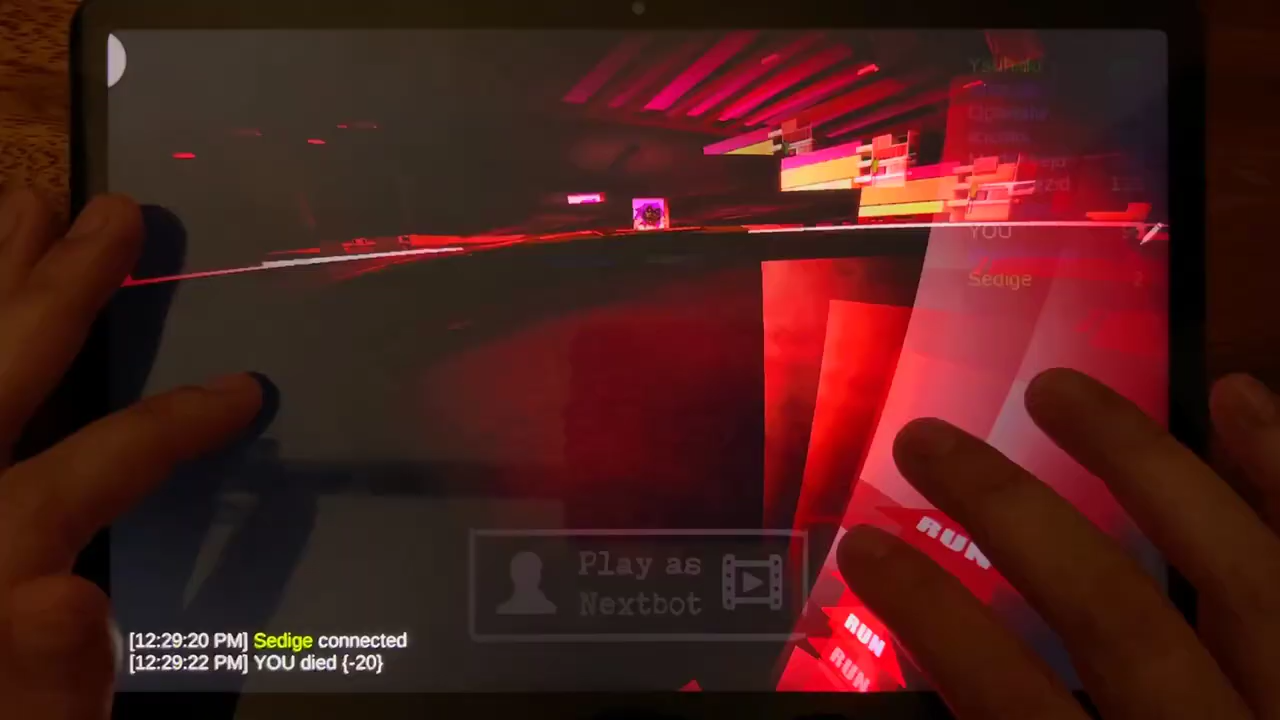 YOU
Sedige
RUN
Play as
Nextbot
RUN
RUN
[12:29:20 PM] Sedige connected
[12:29:22 PM] YOU died {-20}